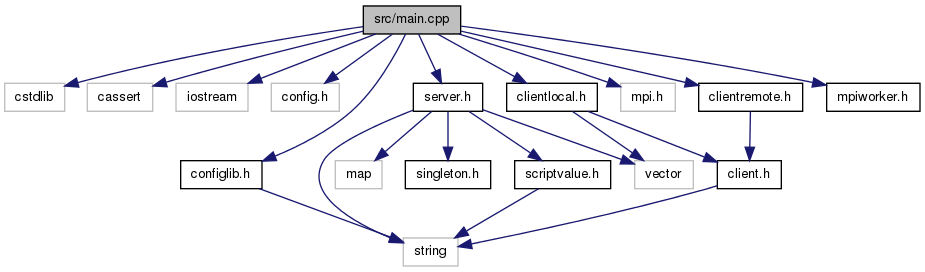 src/main.cpp
cstdlib
cassert
iostream
config.h
server.h
clientlocal.h
mpi.h
clientremote.h
mpiworker.h
configlib.h
map
singleton.h
scriptvalue.h
vector
client.h
string